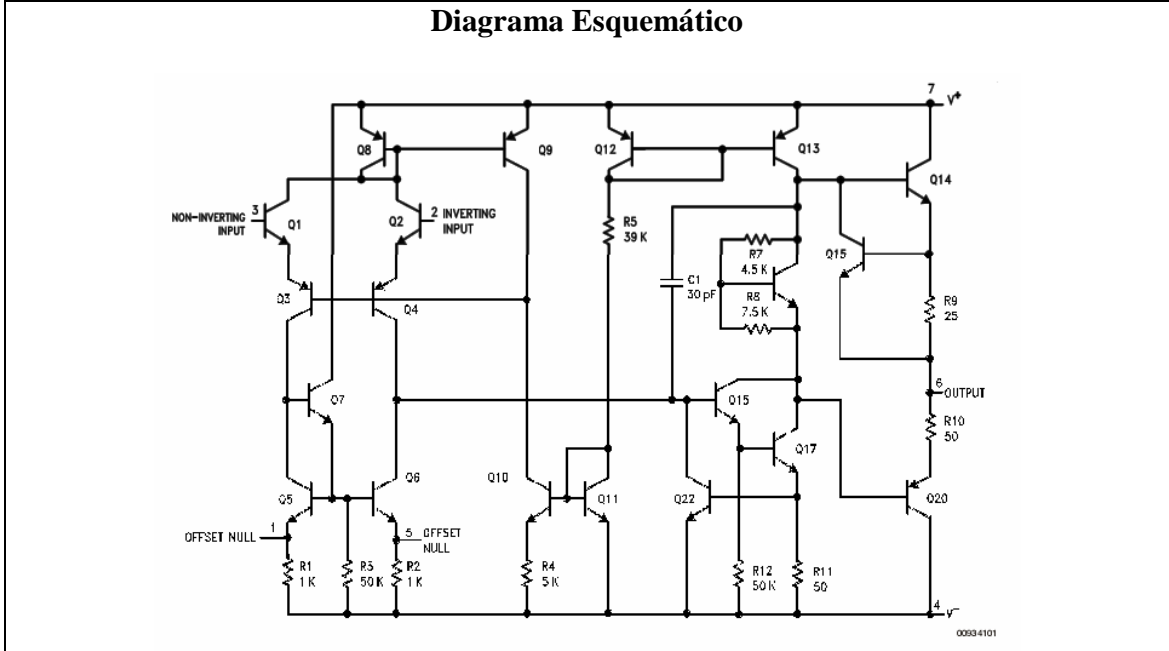 Diagrama Esquemático
7
V+
Q8
Q9
Q12
Q13
Q14
3
NON-INVERTING
INPUT
Q1
Q2
2 INVERTING
INPUT
R5
39 K
R7
4.5 K
Q15
C1
30 pF
R8
7.5 K
Q3
Q4
R9
25
Q7
Q15
6
OUTPUT
R10
50
Q17
Q5
Q6
Q10
Q11
Q22
Q20
1
OFFSET NULL
5
OFFSET
NULL
R1
1 K
R3
50 K
R2
1 K
R4
5 K
R12
50 K
R11
50
4
V-
00934101